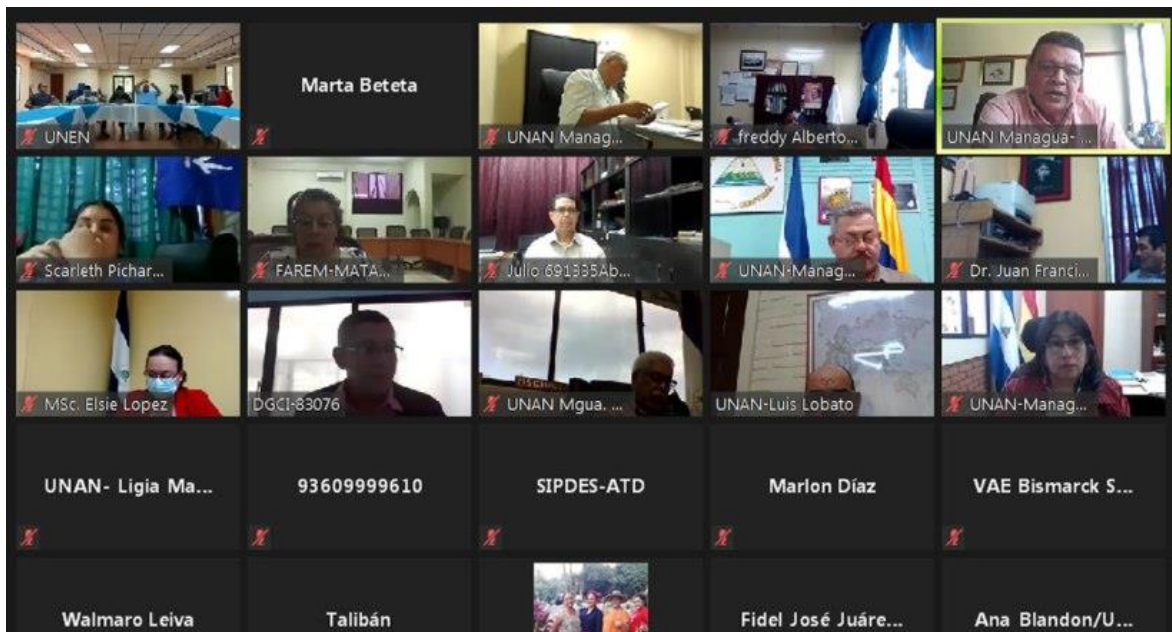 UNEN
Marta Beteta
UNAN Manag...
freddy Alberto...
UNAN Managua- ...
Scarleth Pichar...
FAREM-MATA...
Julio 691335Ab...
UNAN-Manag...
Dr. Juan Franci...
MSc. Elsie Lopez
DGCI-83076
UNAN Mgua. ...
UNAN-Luis Lobato
UNAN-Manag...
UNAN- Ligia Ma...
93609999610
SIPDES-ATD
Marlon Díaz
VAE Bismarck S...
Walmaro Leiva
Talibán
Fidel José Juáre...
Ana Blandon/U...